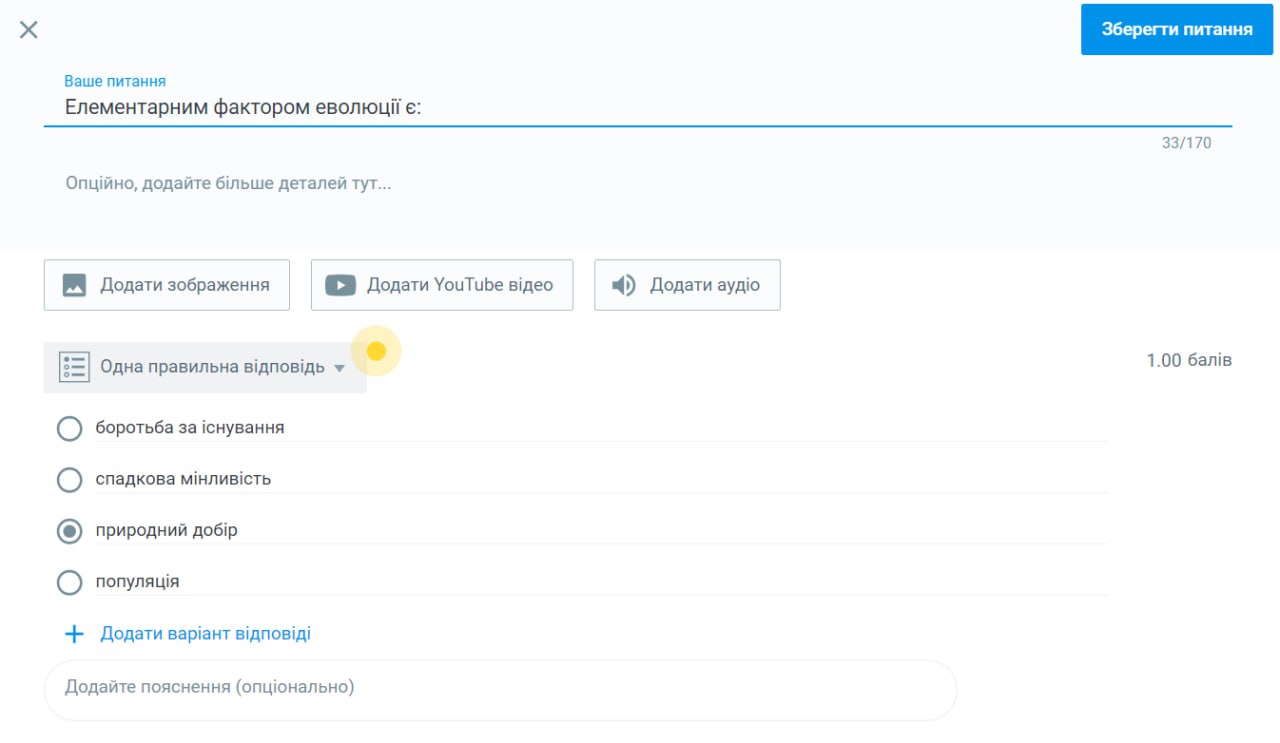 Зберегти питання
Ваше питання
Елементарним фактором еволюції є:
33/170
Опційно, додайте більше деталей тут...
Додати зображення
Додати YouTube відео
Додати аудіо
Одна правильна відповідь
1.00 балів
боротьба за існування
спадкова мінливість
природний добір
популяція
Додати варіант відповіді
Додайте пояснення (опціонально)